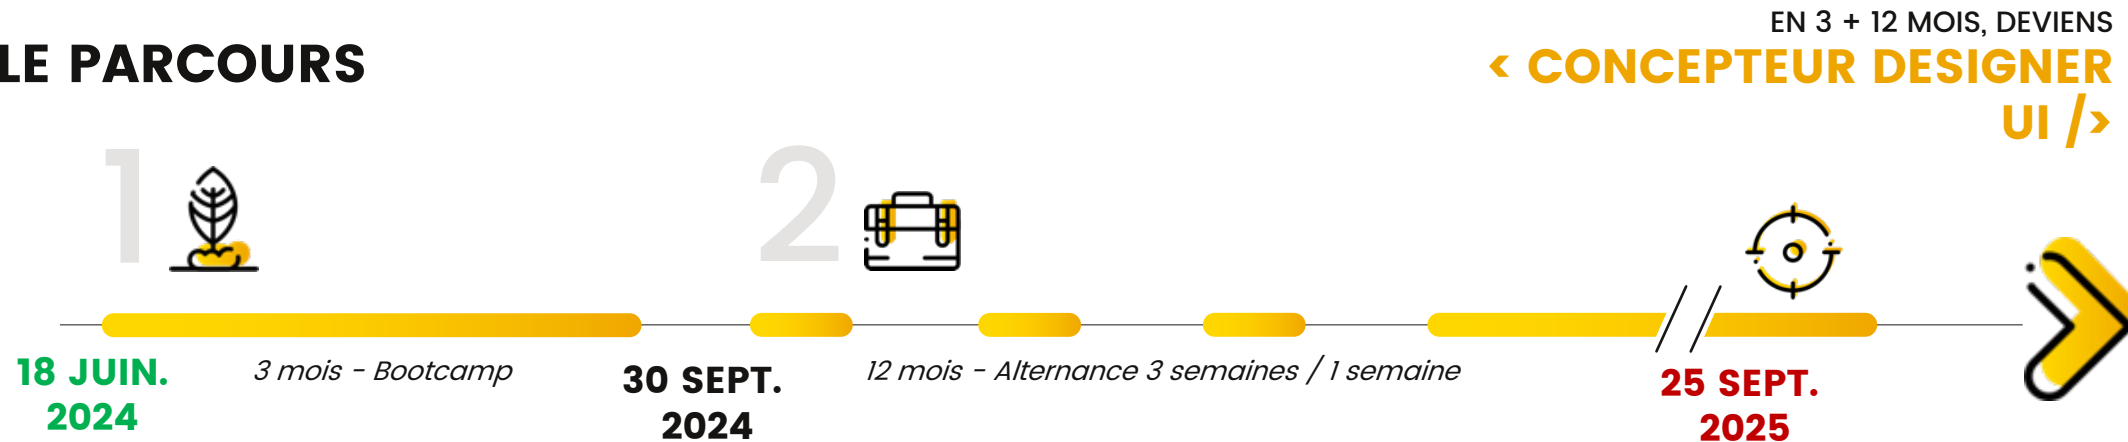 LE PARCOURS
EN 3 + 12 MOIS, DEVIENS
< CONCEPTEUR DESIGNER
UI />
1
2
18 JUIN.
2024
3 mois - Bootcamp
30 SEPT.
2024
12 mois - Alternance 3 semaines / 1 semaine
25 SEPT.
2025